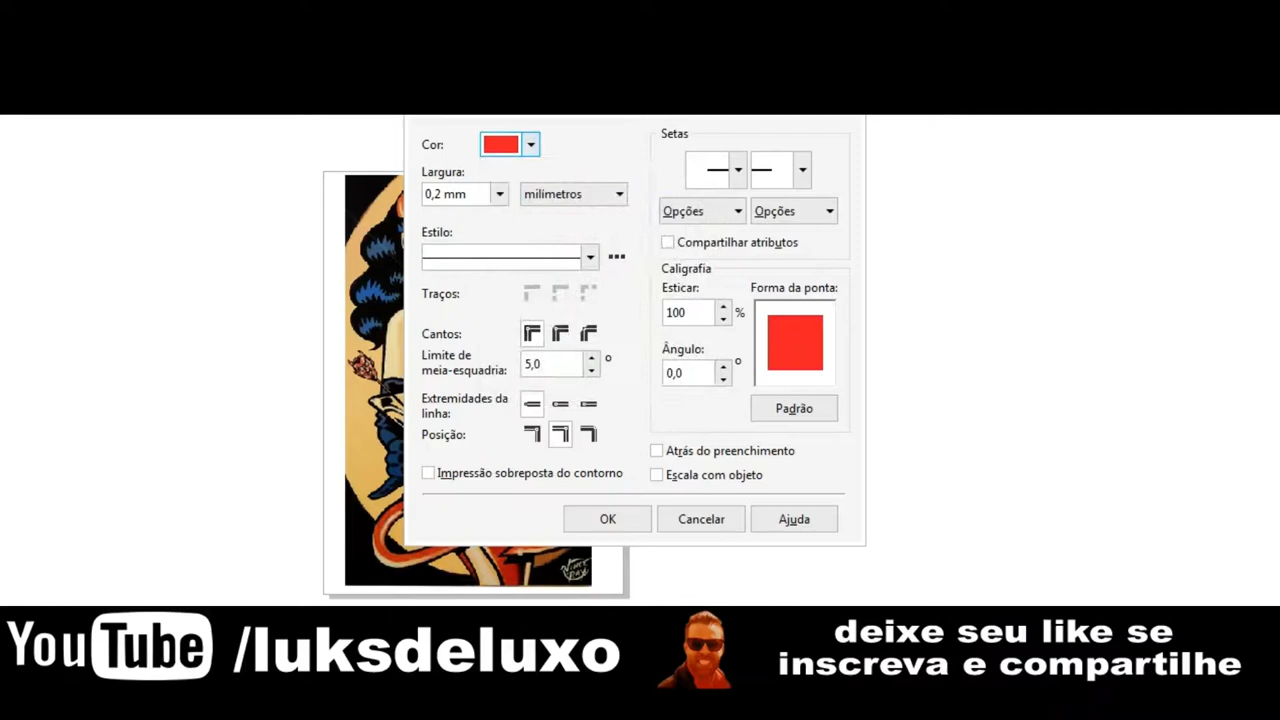 Cor:
Largura:
0,2 mm
milimetros
Estilo:
Traços:
Cantos:
Limite de
meia-esquadria:
5,0
º
Extremidades da
linha:
Posição:
Impressão sobreposta do contorno
Setas
Opções
Opções
Compartilhar atributos
Caligrafia
Esticar:
100
%
Ângulo:
0,0
º
Forma da ponta:
Padrão
Atrás do preenchimento
Escala com objeto
OK
Cancelar
Ajuda
YouTube /luksdeluxo
deixe seu like se
inscreva e compartilhe